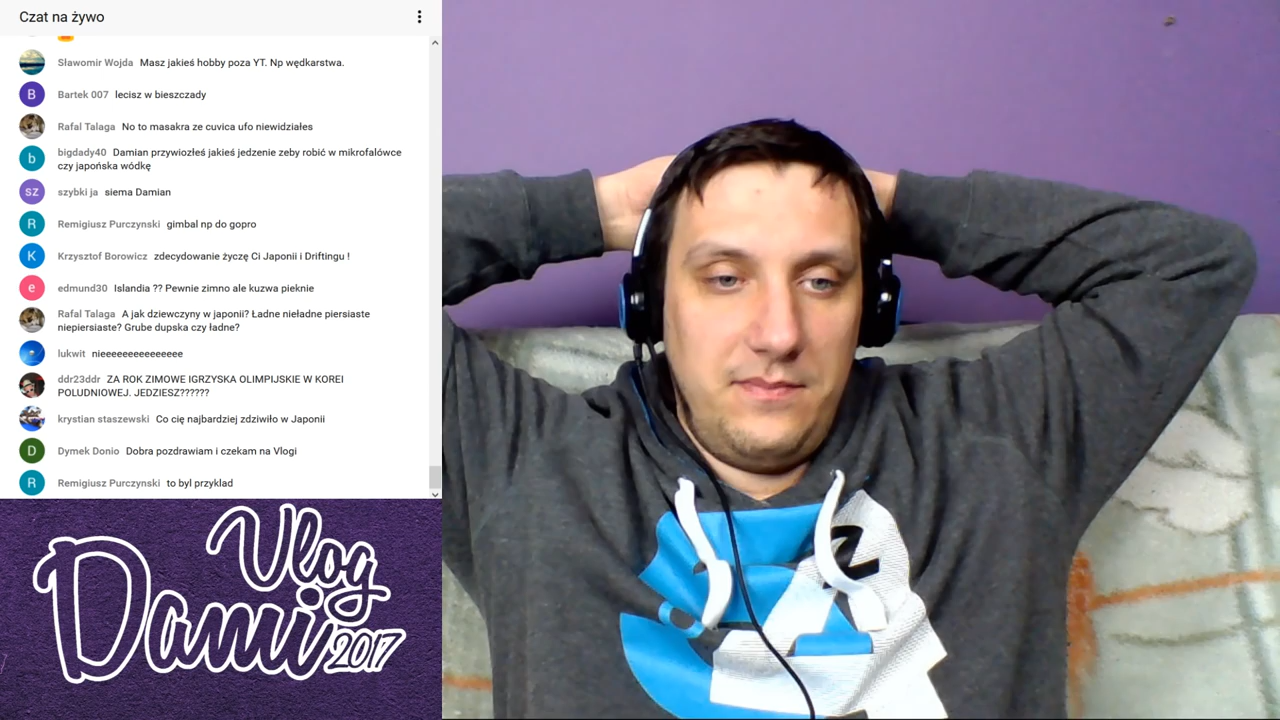 Czat na żywo
Sławomir Wojda Masz jakieś hobby poza YT. Np wędkarstwa.
B Bartek 007 lecisz w bieszczady
Rafal Talaga No to masakra ze cuvica ufo niewidziałes
b bigdady40 Damian przywiozłeś jakieś jedzenie zeby robić w mikrofalówce
czy japońska wódkę
SZ szybki ja siema Damian
R Remigiusz Purczynski gimbal np do gopro
K Krzysztof Borowicz zdecydowanie życzę Ci Japonii i Driftingu !
e edmund30 Islandia ?? Pewnie zimno ale kuzwa pieknie
Rafal Talaga A jak dziewczyny w japonii? Ładne nieładne piersiaste
niepiersiaste? Grube dupska czy ładne?
lukwit nieeeeeeeeeeeeeee
ddr23ddr ZA ROK ZIMOWE IGRZYSKA OLIMPIJSKIE W KOREI
POLUDNIOWEJ. JEDZIESZ??????
krystian staszewski Co cię najbardziej zdziwiło w Japonii
D Dymek Donio Dobra pozdrawiam i czekam na Vlogi
R Remigiusz Purczynski to byl przyklad
Vlog
Dami
2017